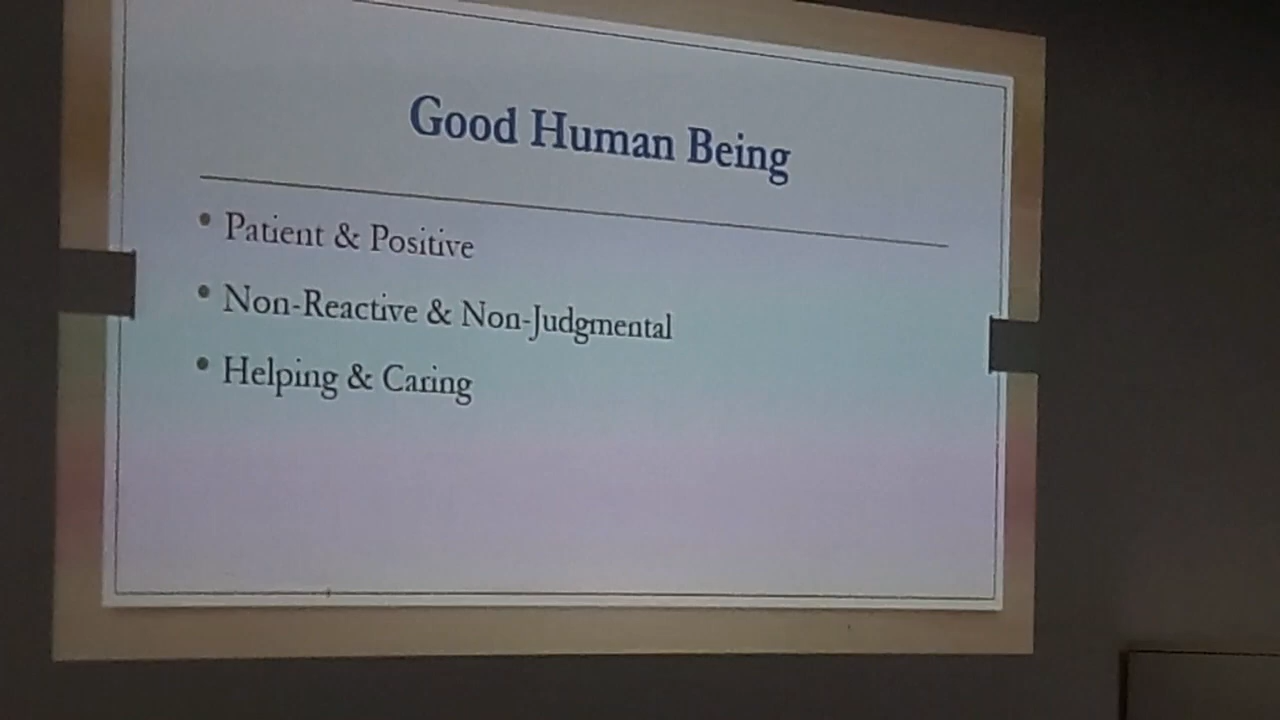 Good Human Being
• Patient & Positive
• Non-Reactive & Non-Judgmental
• Helping & Caring